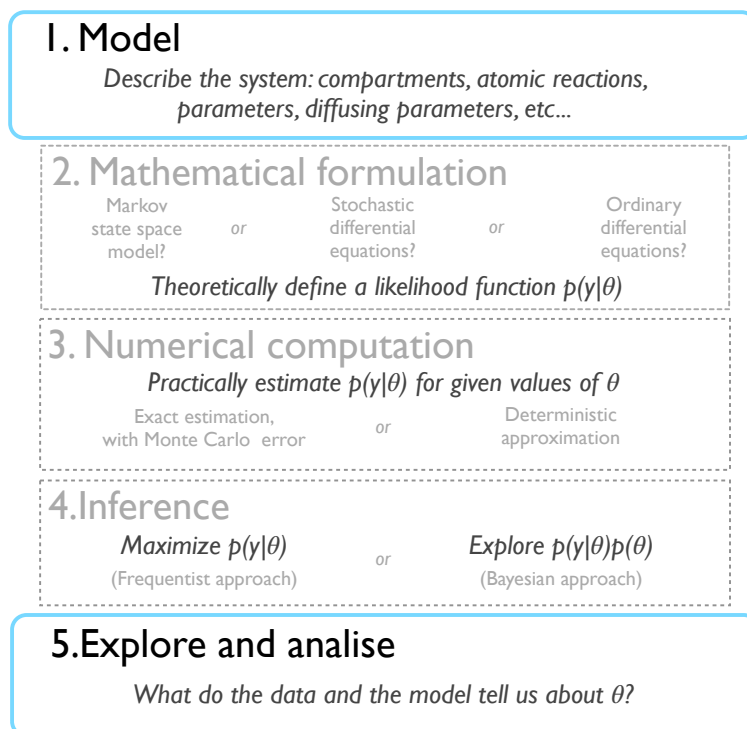 1. Model
Describe the system: compartments, atomic reactions,
parameters, diffusing parameters, etc...
2. Mathematical formulation
Markov
state space
model?
or
Stochastic
differential
equations?
or
Ordinary
differential
equations?
Theoretically define a likelihood function p(y|θ)
3. Numerical computation
Practically estimate p(y|θ) for given values of θ
Exact estimation,
with Monte Carlo error
or
Deterministic
approximation
4.Inference
Maximize p(y|θ)
(Frequentist approach)
or
Explore p(y|θ)p(θ)
(Bayesian approach)
5.Explore and analise
What do the data and the model tell us about θ?